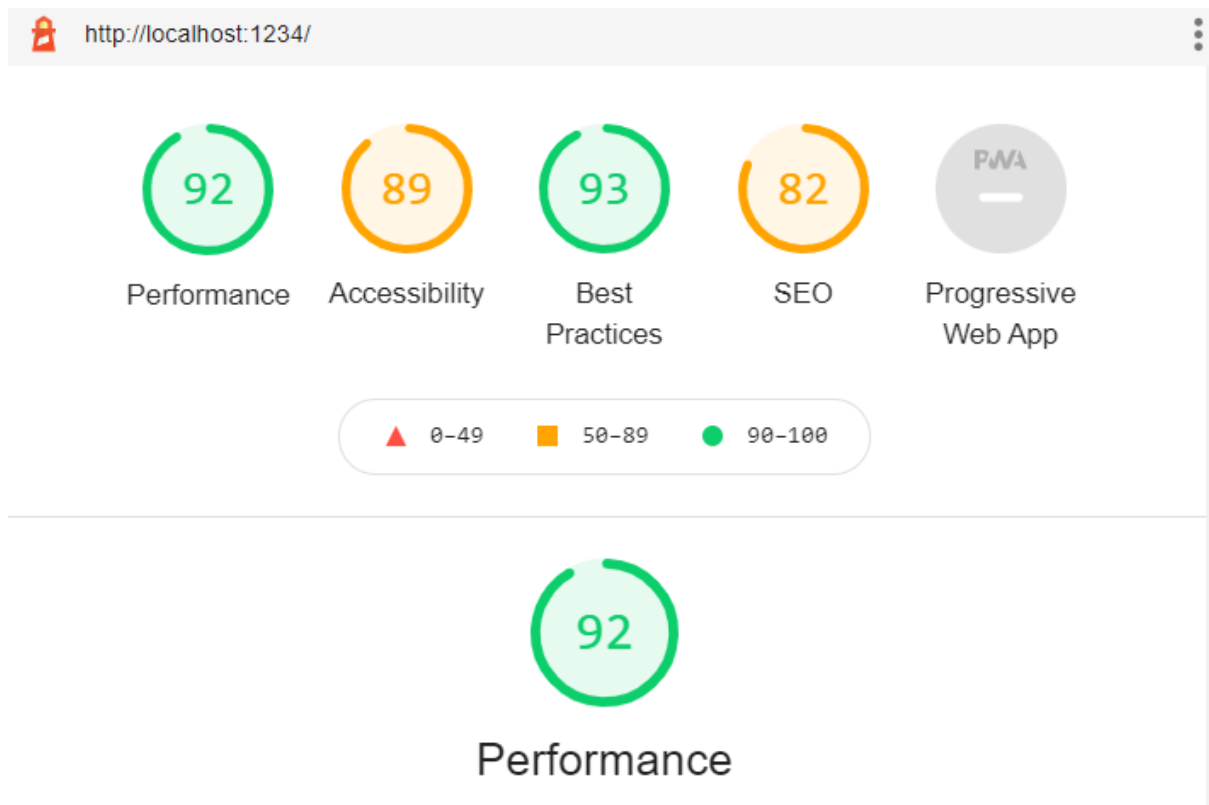 http://localhost:1234/
92 89 93 82 PWA
Performance Accessibility Best Practices SEO Progressive Web App
0–49 50–89 90–100
92
Performance